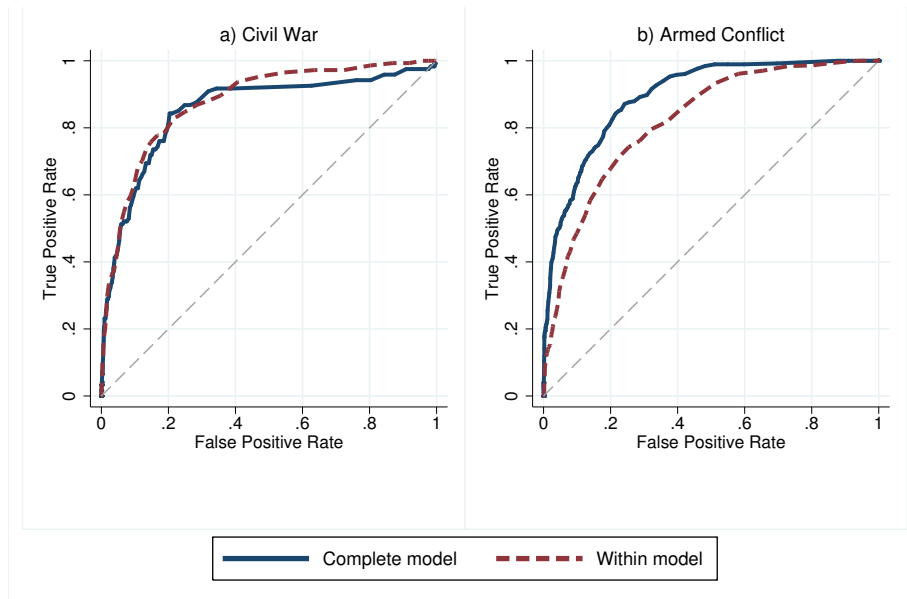 a) Civil War
True Positive Rate
1
.8
.6
.4
.2
0
0 .2 .4 .6 .8 1
False Positive Rate
b) Armed Conflict
True Positive Rate
1
.8
.6
.4
.2
0
0 .2 .4 .6 .8 1
False Positive Rate
Complete model Within model